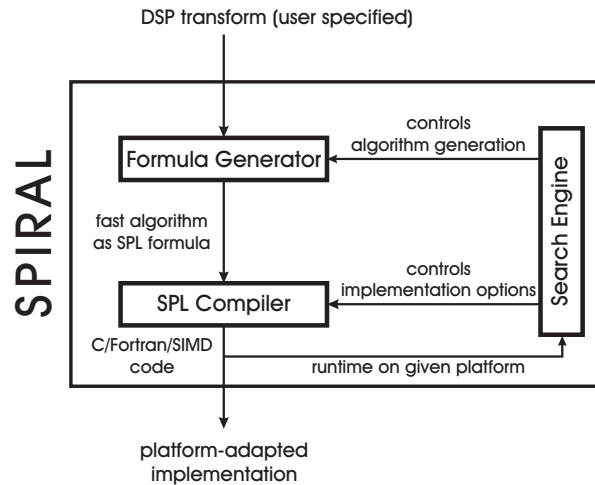 DSP transform (user specified)
SPIRAL
controls
algorithm generation
Formula Generator
Search Engine
fast algorithm
as SPL formula
controls
implementation options
SPL Compiler
C/Fortran/SIMD
code
runtime on given platform
platform-adapted
implementation